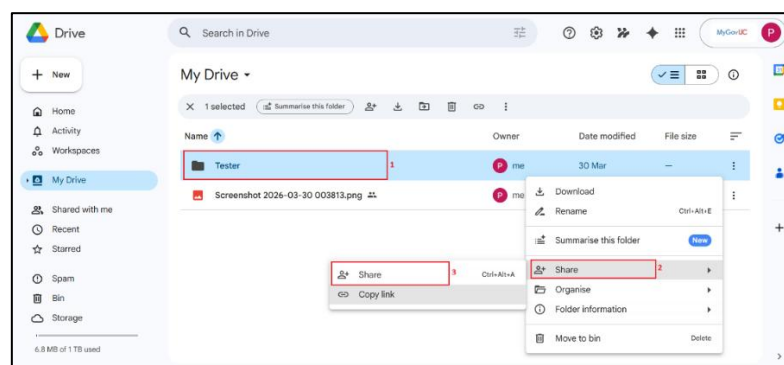 Drive
Search in Drive
MyGovUC
P
New
My Drive
1 selected
Summarise this folder
Home
Activity
Workspaces
My Drive
Shared with me
Recent
Starred
Spam
Bin
Storage
6.8 MB of 1 TB used
Name Owner Date modified File size
Tester 1 P me 30 Mar –
Screenshot 2026-03-30 003813.png P me
Download
Rename Ctrl+Alt+E
Summarise this folder New
Share 2
Organise
Folder information
Move to bin Delete
Share 3 Ctrl+Alt+A
Copy link